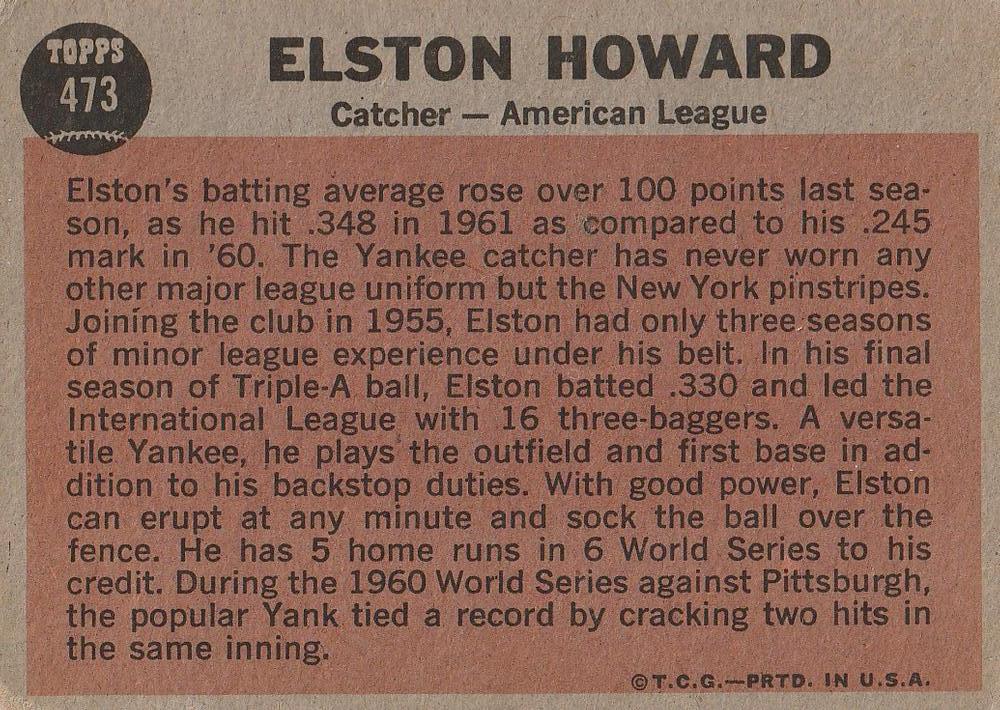 TOPPS
473
ELSTON HOWARD
Catcher — American League
Elston's batting average rose over 100 points last sea-
son, as he hit .348 in 1961 as compared to his .245
mark in '60. The Yankee catcher has never worn any
other major league uniform but the New York pinstripes.
Joining the club in 1955, Elston had only three seasons
of minor league experience under his belt. In his final
season of Triple-A ball, Elston batted .330 and led the
International League with 16 three-baggers. A versa-
tile Yankee, he plays the outfield and first base in ad-
dition to his backstop duties. With good power, Elston
can erupt at any minute and sock the ball over the
fence. He has 5 home runs in 6 World Series to his
credit. During the 1960 World Series against Pittsburgh,
the popular Yank tied a record by cracking two hits in
the same inning.
©T.C.G.—PRTD. IN U.S.A.